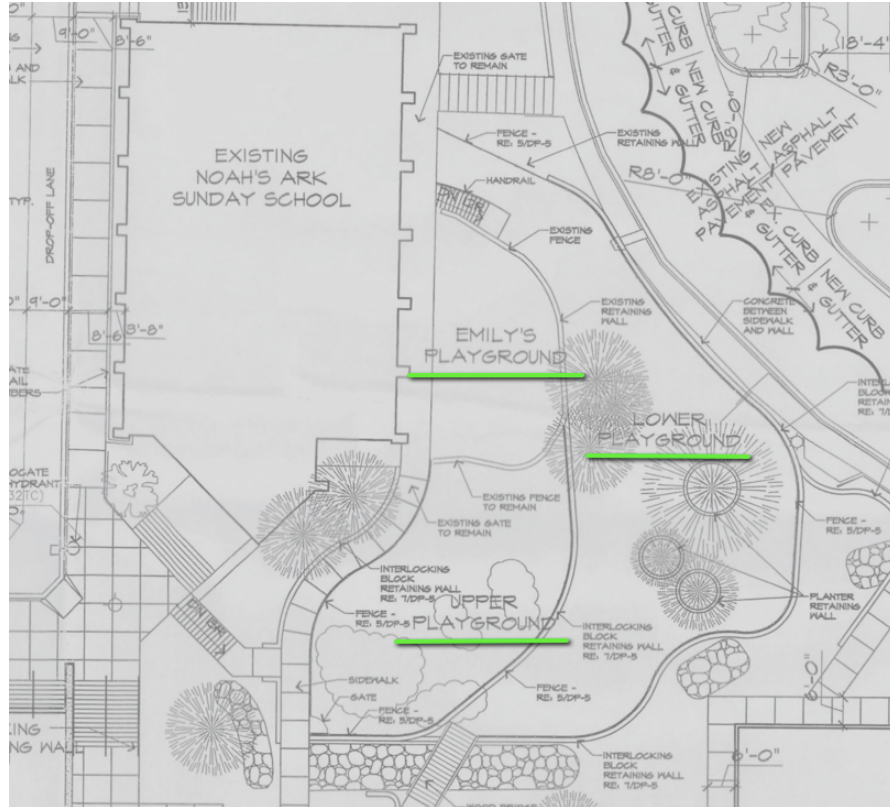 9'-0"
8'-6"
18'-4"
R3'-0"
EXISTING GATE
TO REMAIN
CURB
& GUTTER
NEW CURB
& GUTTER
R8'-0"
EXISTING
ASPHALT
PAVEMENT
NEW
ASPHALT
PAVEMENT
FENCE -
RE: 5/DP-5
EXISTING
RETAINING WALL
EXISTING
NOAH'S ARK
SUNDAY SCHOOL
HANDRAIL
R8'-0"
DROP-OFF LANE
TYP.
EXISTING
FENCE
EX. CURB
& GUTTER
NEW CURB
& GUTTER
9'-0"
8'-6"
3'-8"
EXISTING
RETAINING
WALL
CONCRETE
BETWEEN
SIDEWALK
AND WALL
EMILY'S
PLAYGROUND
LOWER
PLAYGROUND
EXISTING FENCE
TO REMAIN
EXISTING GATE
TO REMAIN
FENCE -
RE: 5/DP-5
INTERLOCKING
BLOCK
RETAINING WALL
RE: 7/DP-5
FENCE -
RE: 5/DP-5
UPPER
PLAYGROUND
PLANTER
RETAINING
WALL
INTERLOCKING
BLOCK
RETAINING WALL
RE: 7/DP-5
SIDEWALK
GATE
FENCE -
RE: 5/DP-5
FENCE -
RE: 5/DP-5
6'-0"
6'-0"
INTERLOCKING
BLOCK
RETAINING WALL
RE: 7/DP-5